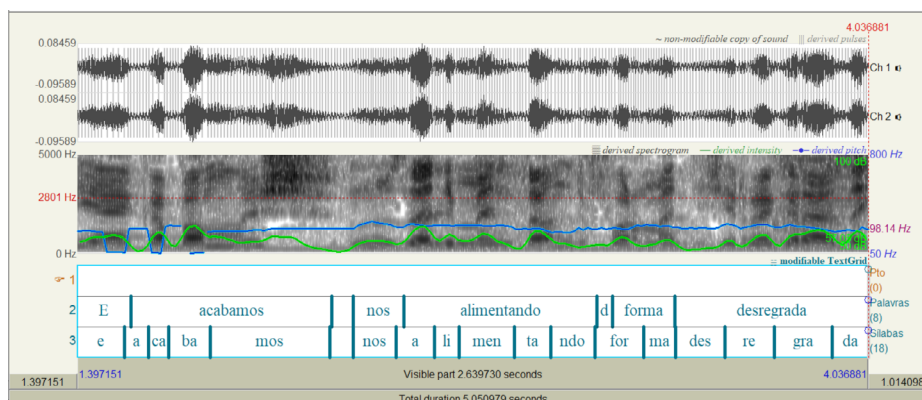 4.036881
0.08459
~ non-modifiable copy of sound ||| derived pulses
Ch 1
-0.09589
0.08459
Ch 2
-0.09589
derived spectrogram — derived intensity derived pitch
5000 Hz 800 Hz
100 dB
2801 Hz
98.14 Hz
0 Hz 50 Hz
modifiable TextGrid
1 Pto
(0)
2 E acabamos nos alimentando d forma desregrada Palavras
(8)
3 e a ca ba mos nos a li men ta ndo for ma des re gra da Sílabas
(18)
1.397151 1.397151 Visible part 2.639730 seconds 4.036881 1.014098
Total duration 5.050979 seconds